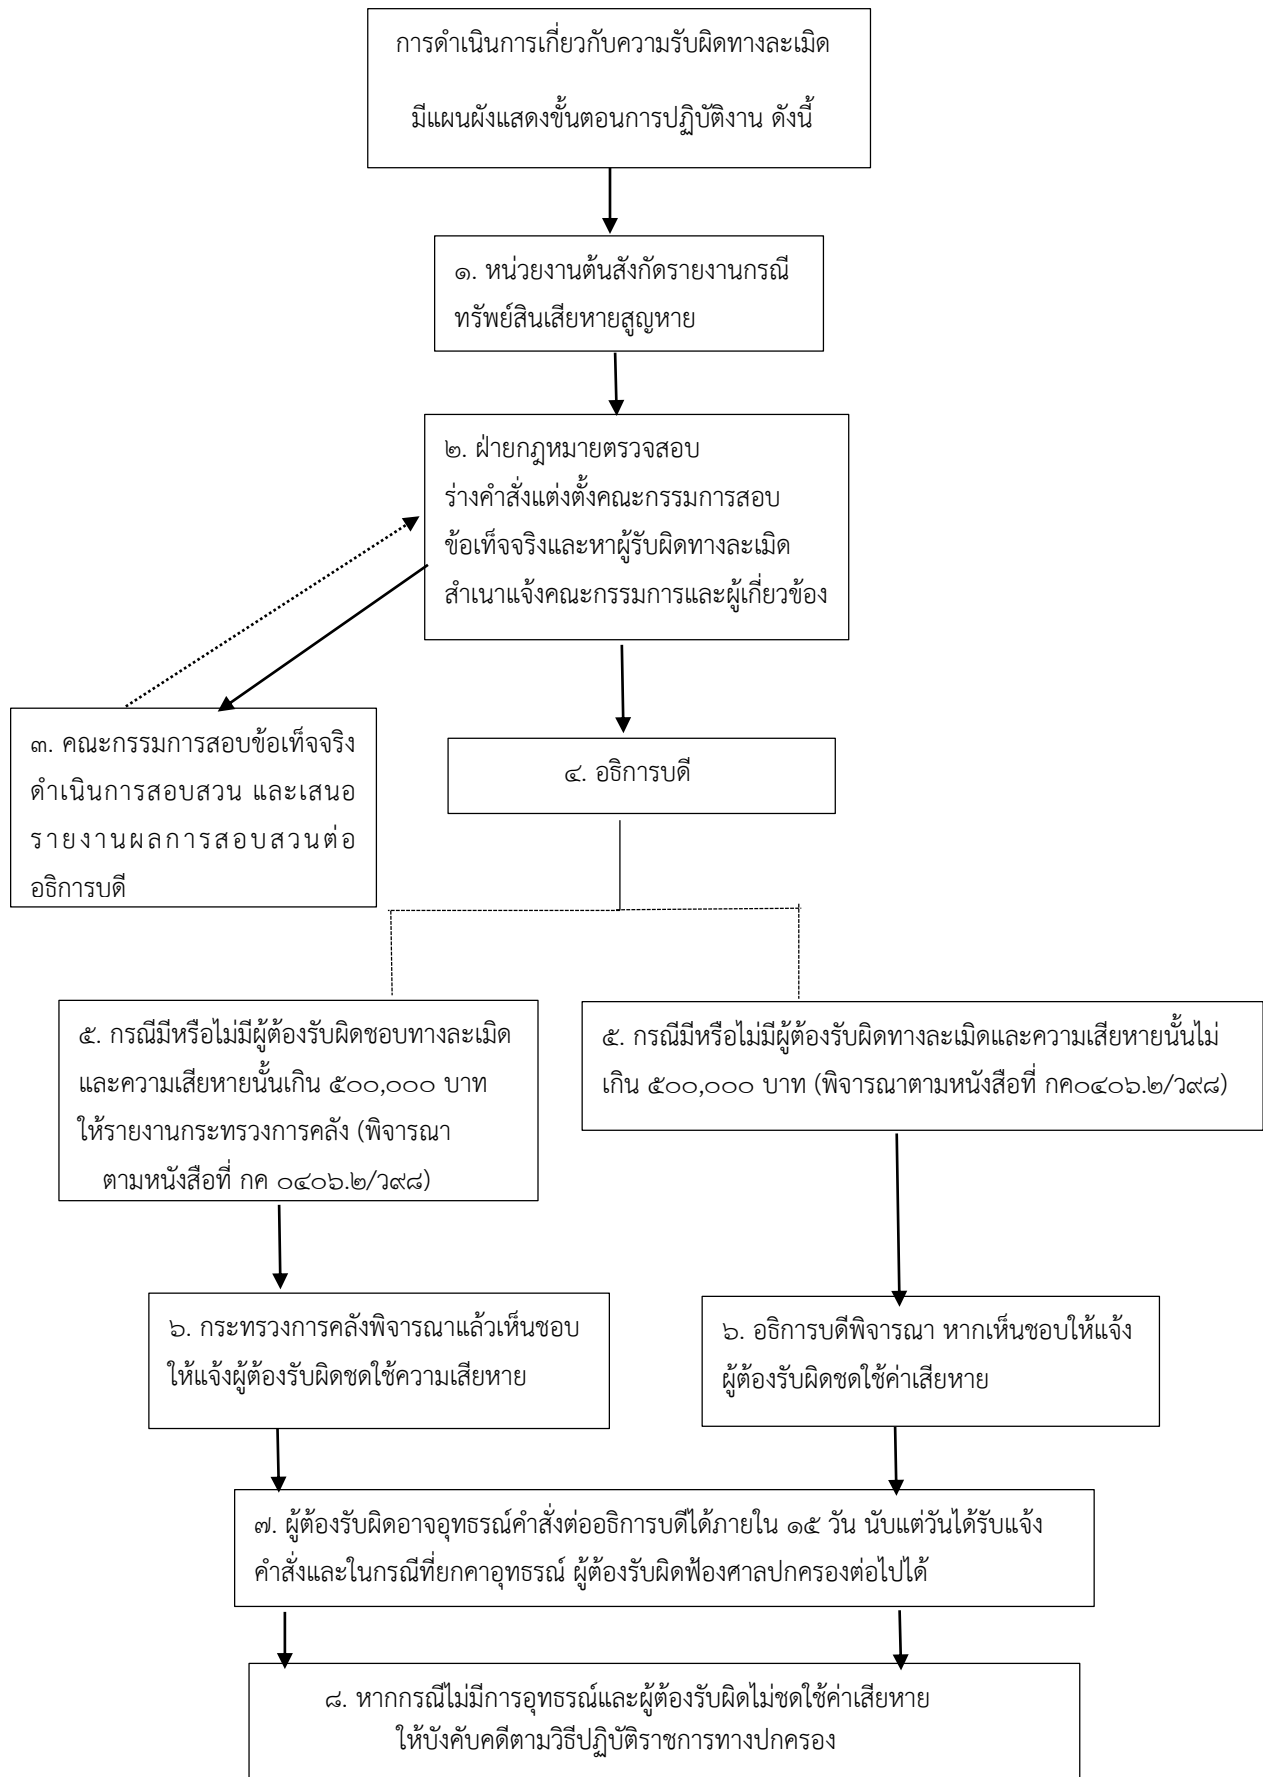 การดำเนินการเกี่ยวกับความรับผิดทางละเมิด
มีแผนผังแสดงขั้นตอนการปฏิบัติงาน ดังนี้
๑. หน่วยงานต้นสังกัดรายงานกรณี
ทรัพย์สินเสียหายสูญหาย
๒. ฝ่ายกฎหมายตรวจสอบ
ร่างคำสั่งแต่งตั้งคณะกรรมการสอบ
ข้อเท็จจริงและหาผู้รับผิดทางละเมิด
สำเนาแจ้งคณะกรรมการและผู้เกี่ยวข้อง
๓. คณะกรรมการสอบข้อเท็จจริง
ดำเนินการสอบสวน และเสนอ
รายงานผลการสอบสวนต่อ
อธิการบดี
๔. อธิการบดี
๕. กรณีมีหรือไม่มีผู้ต้องรับผิดชอบทางละเมิด
และความเสียหายนั้นเกิน ๕๐๐,๐๐๐ บาท
ให้รายงานกระทรวงการคลัง (พิจารณา
ตามหนังสือที่ กค ๐๔๐๖.๒/ว๙๘)
๕. กรณีมีหรือไม่มีผู้ต้องรับผิดทางละเมิดและความเสียหายนั้นไม่
เกิน ๕๐๐,๐๐๐ บาท (พิจารณาตามหนังสือที่ กค๐๔๐๖.๒/ว๙๘)
๖. กระทรวงการคลังพิจารณาแล้วเห็นชอบ
ให้แจ้งผู้ต้องรับผิดชดใช้ความเสียหาย
๖. อธิการบดีพิจารณา หากเห็นชอบให้แจ้ง
ผู้ต้องรับผิดชดใช้ค่าเสียหาย
๗. ผู้ต้องรับผิดอาจอุทธรณ์คำสั่งต่ออธิการบดีได้ภายใน ๑๕ วัน นับแต่วันได้รับแจ้ง
คำสั่งและในกรณีที่ยกคาอุทธรณ์ ผู้ต้องรับผิดฟ้องศาลปกครองต่อไปได้
๘. หากกรณีไม่มีการอุทธรณ์และผู้ต้องรับผิดไม่ชดใช้ค่าเสียหาย
ให้บังคับคดีตามวิธีปฏิบัติราชการทางปกครอง